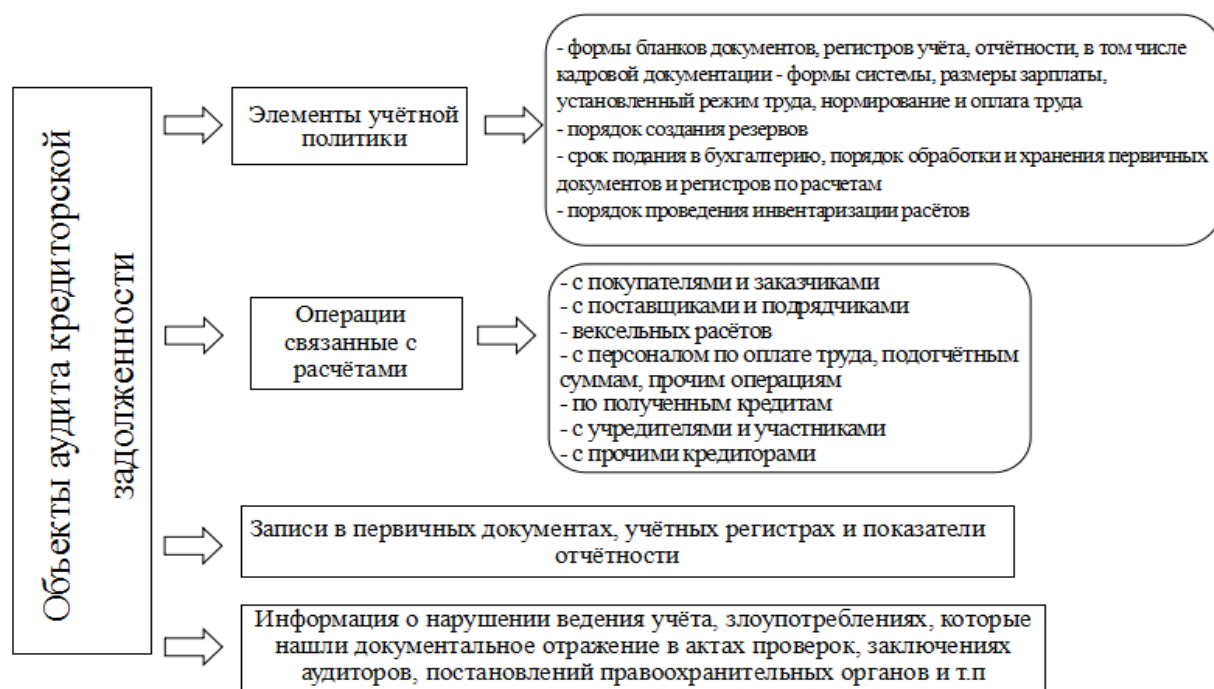 Объекты аудита кредиторской
задолженности
Элементы учётной
политики
- формы бланков документов, регистров учёта, отчётности, в том числе
кадровой документации - формы системы, размеры зарплаты,
установленный режим труда, нормирование и оплата труда
- порядок создания резервов
- срок подания в бухгалтерию, порядок обработки и хранения первичных
документов и регистров по расчетам
- порядок проведения инвентаризации расётов
Операции
связанные с
расчётами
- с покупателями и заказчиками
- с поставщиками и подрядчиками
- вексельных расётов
- с персоналом по оплате труда, подотчётным
суммам, прочим операциям
- по полученным кредитам
- с учредителями и участниками
- с прочими кредиторами
Записи в первичных документах, учётных регистрах и показатели
отчётности
Информация о нарушении ведения учёта, злоупотреблениях, которые
нашли документальное отражение в актах проверок, заключениях
аудиторов, постановлений правоохранительных органов и т.п